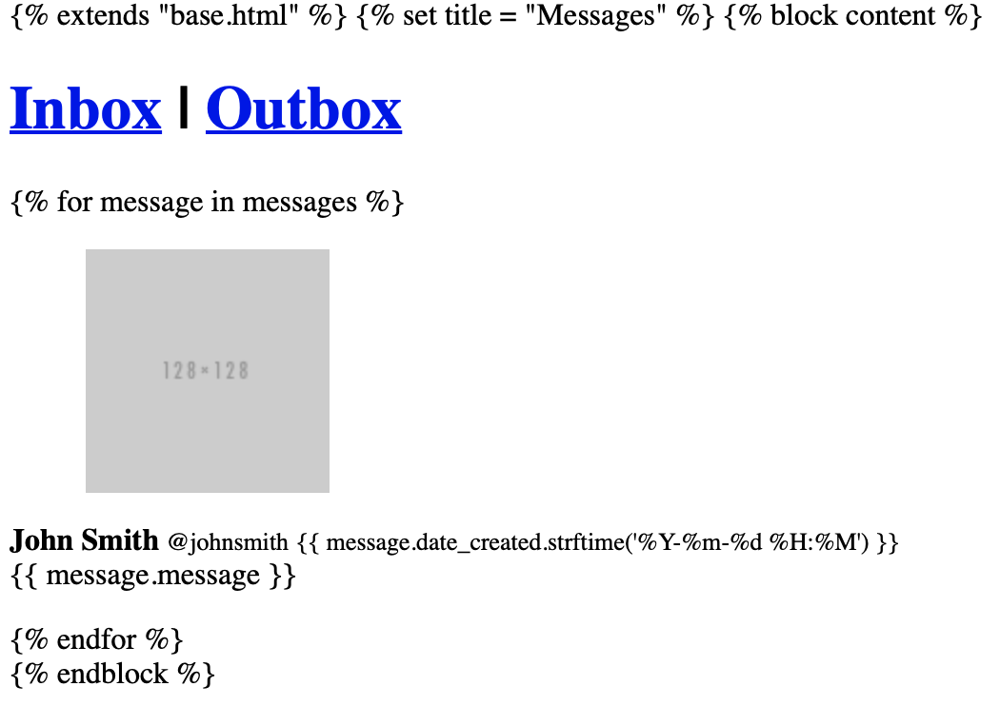 {% extends "base.html" %} {% set title = "Messages" %} {% block content %}
Inbox | Outbox
{% for message in messages %}
128×128
John Smith @johnsmith {{ message.date_created.strftime('%Y-%m-%d %H:%M') }}
{{ message.message }}
{% endfor %}
{% endblock %}